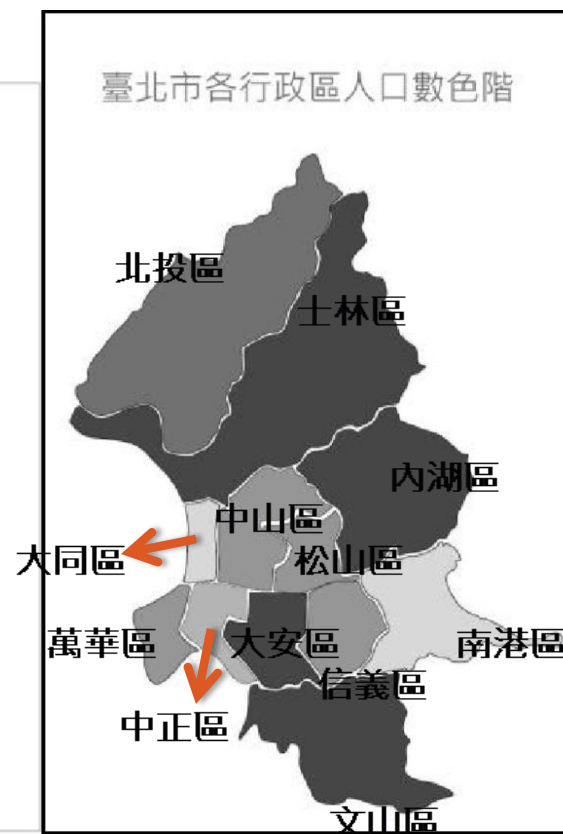 臺北市各行政區人口數色階
北投區
士林區
內湖區
中山區
大同區
松山區
萬華區
大安區
南港區
信義區
中正區
文山區